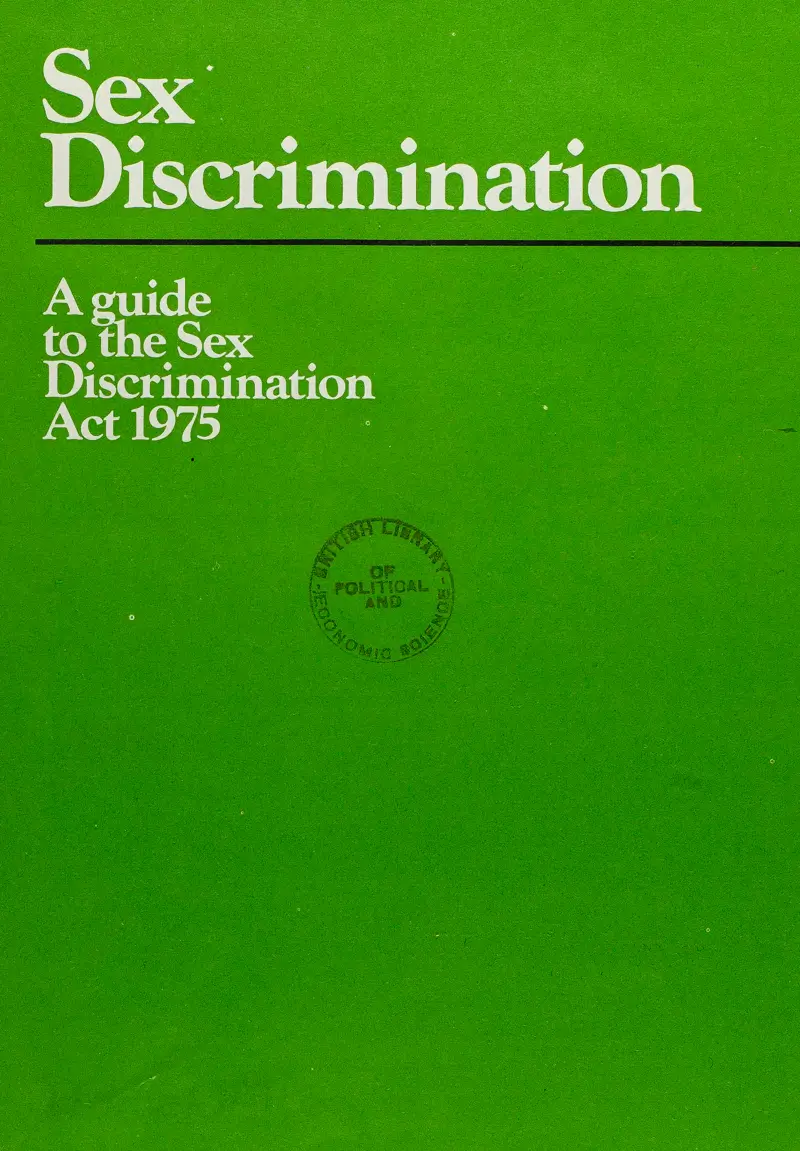 Sex
Discrimination
A guide
to the Sex
Discrimination
Act 1975
BRITISH LIBRARY
OF
POLITICAL
AND
ECONOMIC SCIENCE